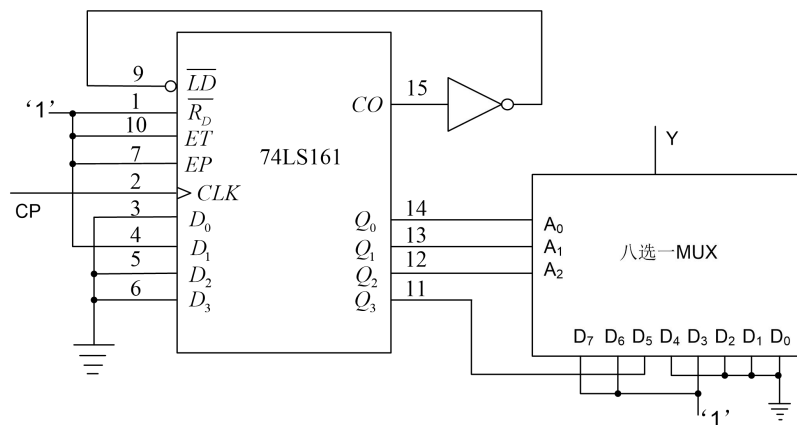 9 LD 15
‘1’ 1 R_D CO
10 ET
7 EP 74LS161
2 CLK
CP
3 D₀ Q₀ 14 A₀
4 D₁ Q₁ 13 A₁
5 D₂ Q₂ 12 A₂
6 D₃ Q₃ 11
Y
八选一MUX
D₇ D₆ D₅ D₄ D₃ D₂ D₁ D₀
‘1’